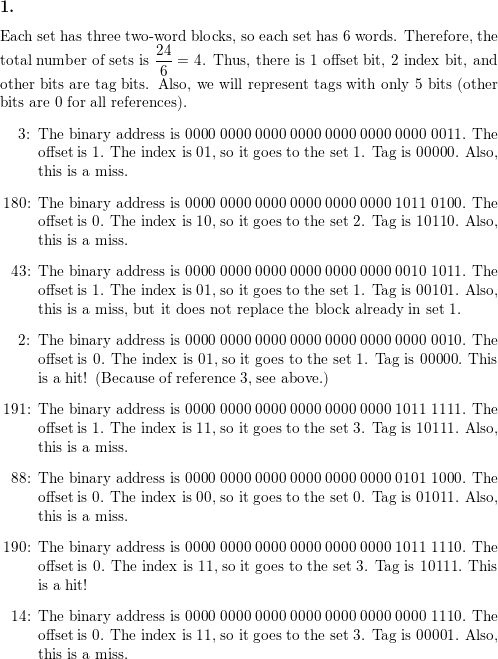 1.
Each set has three two-word blocks, so each set has 6 words. Therefore, the
total number of sets is 24/6 = 4. Thus, there is 1 offset bit, 2 index bit, and
other bits are tag bits. Also, we will represent tags with only 5 bits (other
bits are 0 for all references).
3: The binary address is 0000 0000 0000 0000 0000 0000 0000 0011. The
offset is 1. The index is 01, so it goes to the set 1. Tag is 00000. Also,
this is a miss.
180: The binary address is 0000 0000 0000 0000 0000 0000 1011 0100. The
offset is 0. The index is 10, so it goes to the set 2. Tag is 10110. Also,
this is a miss.
43: The binary address is 0000 0000 0000 0000 0000 0000 0010 1011. The
offset is 1. The index is 01, so it goes to the set 1. Tag is 00101. Also,
this is a miss, but it does not replace the block already in set 1.
2: The binary address is 0000 0000 0000 0000 0000 0000 0000 0010. The
offset is 0. The index is 01, so it goes to the set 1. Tag is 00000. This
is a hit! (Because of reference 3, see above.)
191: The binary address is 0000 0000 0000 0000 0000 0000 1011 1111. The
offset is 1. The index is 11, so it goes to the set 3. Tag is 10111. Also,
this is a miss.
88: The binary address is 0000 0000 0000 0000 0000 0000 0101 1000. The
offset is 0. The index is 00, so it goes to the set 0. Tag is 01011. Also,
this is a miss.
190: The binary address is 0000 0000 0000 0000 0000 0000 1011 1110. The
offset is 0. The index is 11, so it goes to the set 3. Tag is 10111. This
is a hit!
14: The binary address is 0000 0000 0000 0000 0000 0000 0000 1110. The
offset is 0. The index is 11, so it goes to the set 3. Tag is 00001. Also,
this is a miss.